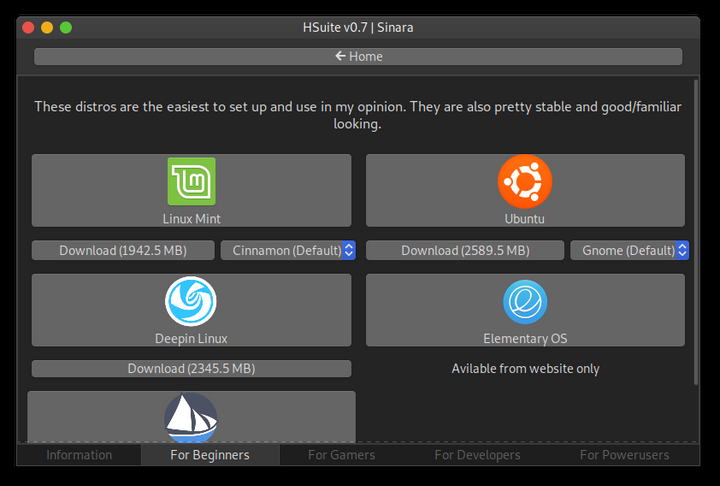 HSuite v0.7 | Sinara
← Home
These distros are the easiest to set up and use in my opinion. They are also pretty stable and good/familiar
looking.
Linux Mint
Ubuntu
Download (1942.5 MB)
Cinnamon (Default)
Download (2589.5 MB)
Gnome (Default)
Deepin Linux
Elementary OS
Download (2345.5 MB)
Avilable from website only
Information
For Beginners
For Gamers
For Developers
For Powerusers